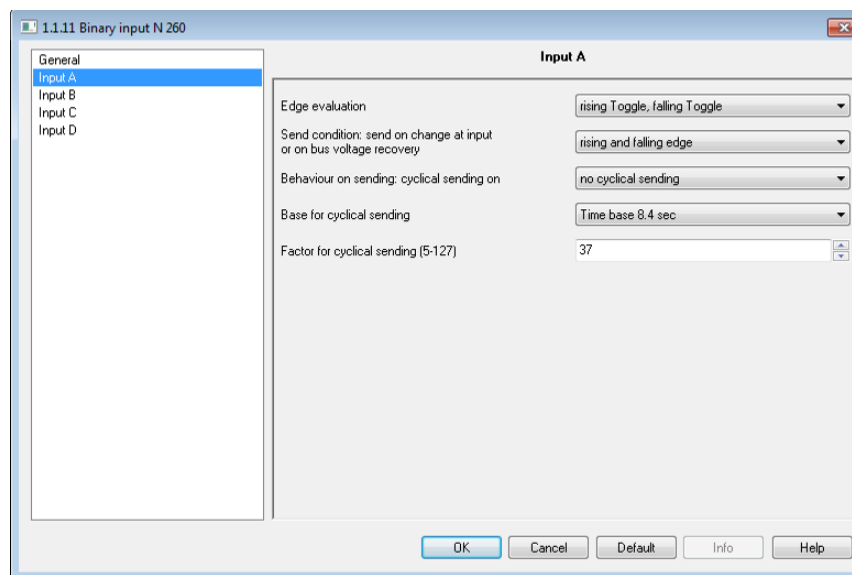 1.1.11 Binary input N 260
General
Input A
Input B
Input C
Input D
Input A
Edge evaluation
rising Toggle, falling Toggle
Send condition: send on change at input
or on bus voltage recovery
rising and falling edge
Behaviour on sending: cyclical sending on
no cyclical sending
Base for cyclical sending
Time base 8.4 sec
Factor for cyclical sending (5-127)
37
OK
Cancel
Default
Info
Help